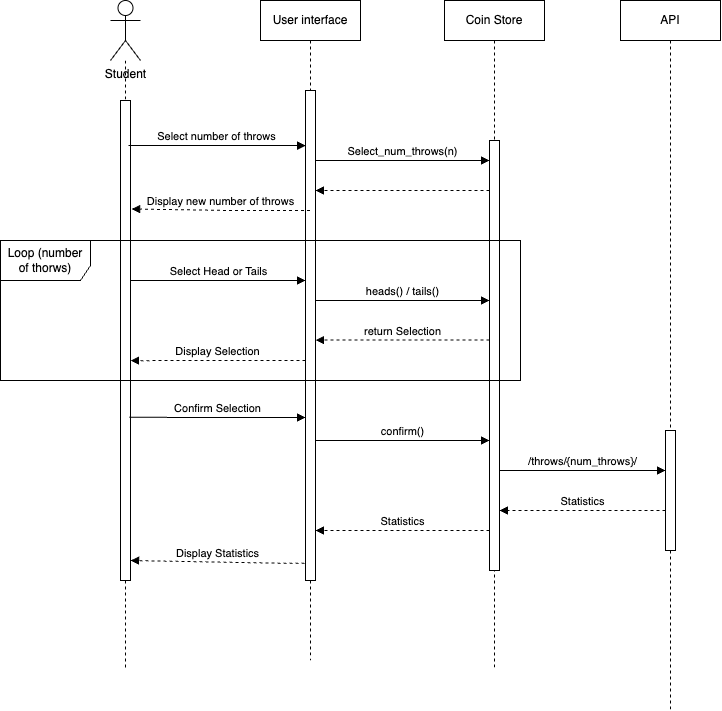 User interface
Coin Store
API
Student
Select number of throws
Select_num_throws(n)
Display new number of throws
Loop (number
of thorws)
Select Head or Tails
heads() / tails()
return Selection
Display Selection
Confirm Selection
confirm()
/throws/{num_throws}/
Statistics
Statistics
Display Statistics